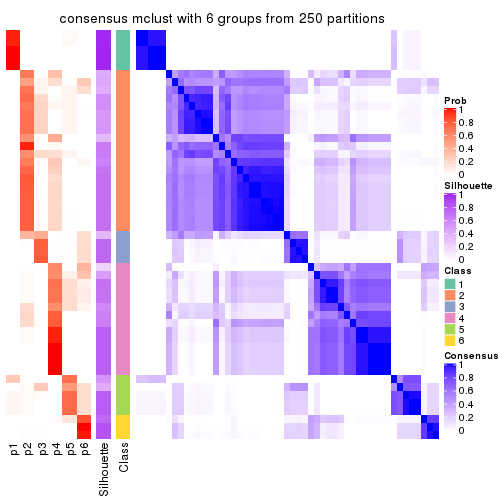 consensus mclust with 6 groups from 250 partitions
Prob
1
0.8
0.6
0.4
0.2
0
Silhouette
1
0.8
0.6
0.4
0.2
0
Class
1
2
3
4
5
6
Consensus
1
0.8
0.6
0.4
0.2
0
p1
p2
p3
p4
p5
p6
Silhouette
Class